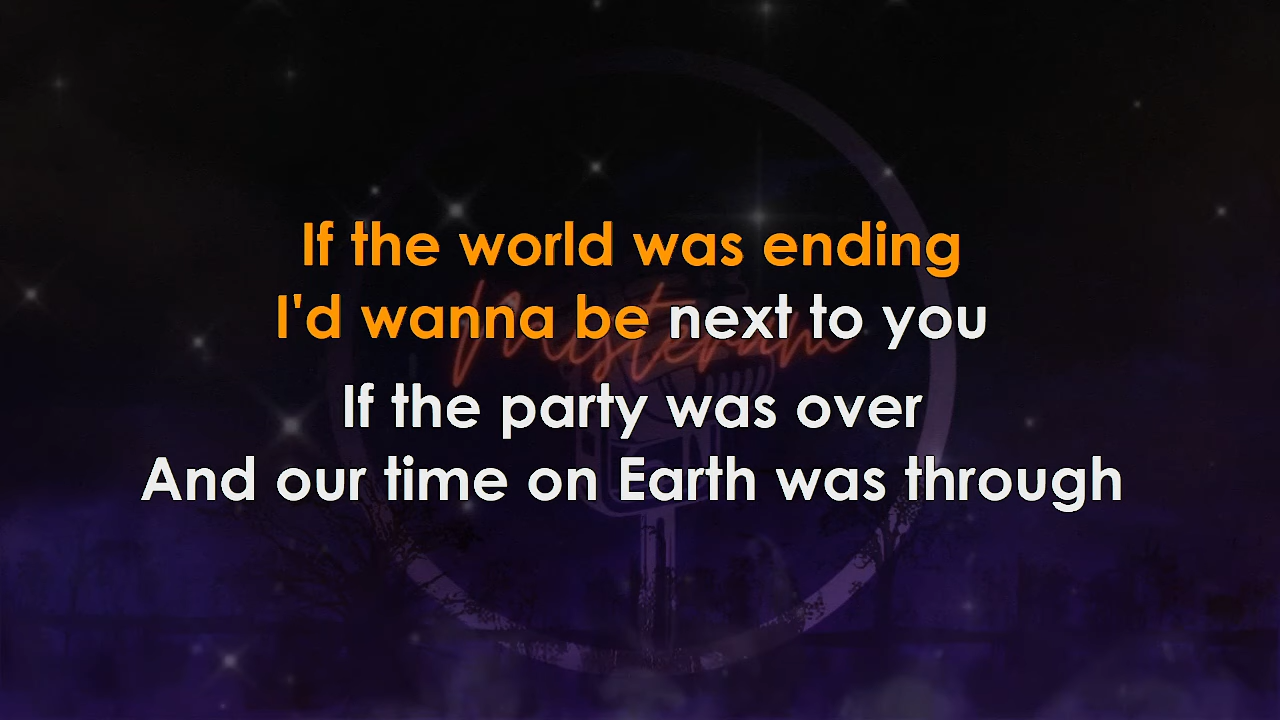 If the world was ending
I'd wanna be next to you
If the party was over
And our time on Earth was through
Misteram